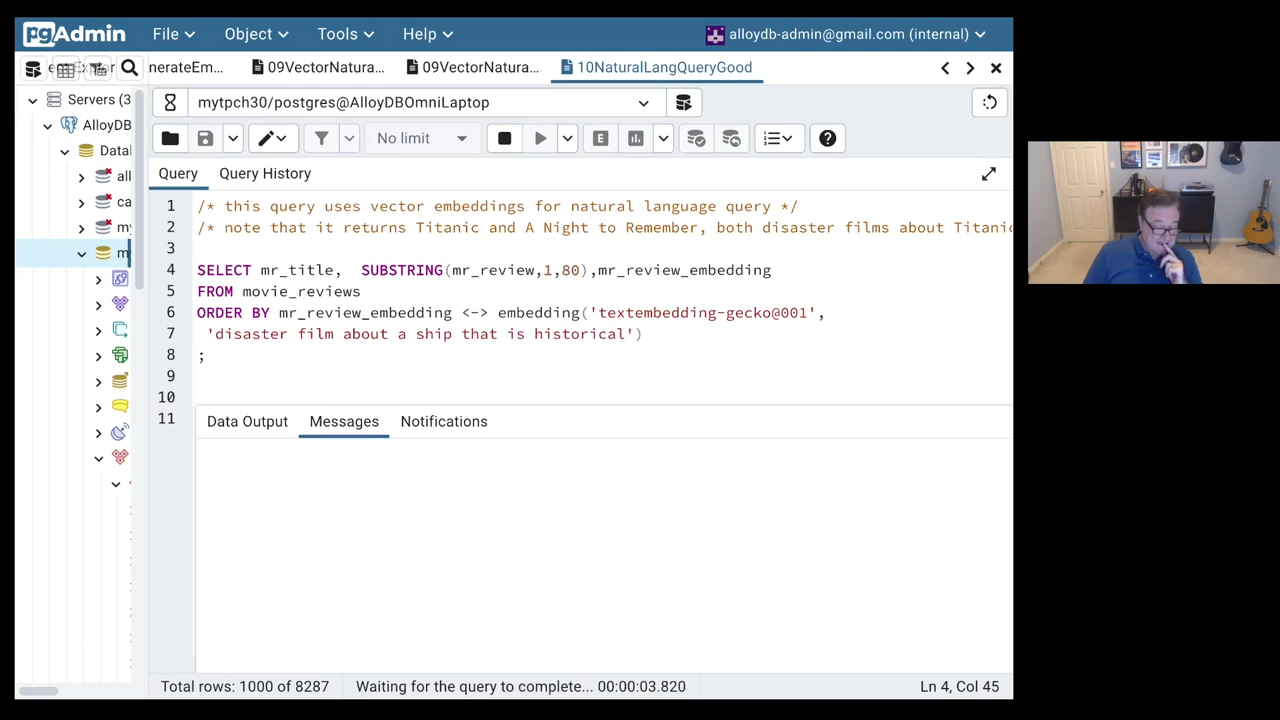 pgAdmin File Object Tools Help alloydb-admin@gmail.com (internal)
nerateEm... 09VectorNatura... 09VectorNatura... 10NaturalLangQueryGood
Servers (3
mytpch30/postgres@AlloyDBOmniLaptop
AlloyDB
No limit
E
Datal
all
Query Query History
ca
my
m
1 /* this query uses vector embeddings for natural language query */
2 /* note that it returns Titanic and A Night to Remember, both disaster films about Titanic
3
4 SELECT mr_title, SUBSTRING(mr_review,1,80),mr_review_embedding
5 FROM movie_reviews
6 ORDER BY mr_review_embedding <-> embedding('textembedding-gecko@001',
7 'disaster film about a ship that is historical')
8 ;
9
10
11
Data Output Messages Notifications
Total rows: 1000 of 8287 Waiting for the query to complete... 00:00:03.820 Ln 4, Col 45